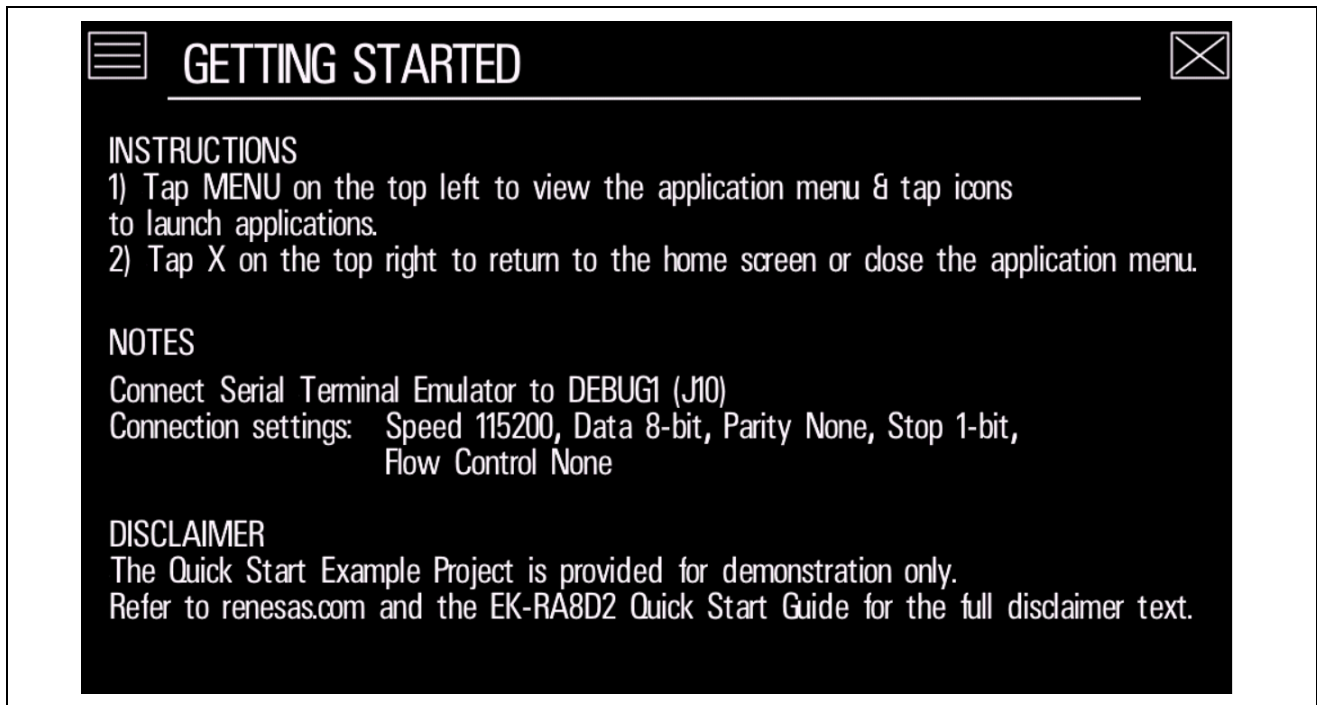 GETTING STARTED
INSTRUCTIONS
1) Tap MENU on the top left to view the application menu & tap icons
to launch applications.
2) Tap X on the top right to return to the home screen or close the application menu.
NOTES
Connect Serial Terminal Emulator to DEBUG1 (J10)
Connection settings: Speed 115200, Data 8-bit, Parity None, Stop 1-bit,
Flow Control None
DISCLAIMER
The Quick Start Example Project is provided for demonstration only.
Refer to renesas.com and the EK-RA8D2 Quick Start Guide for the full disclaimer text.